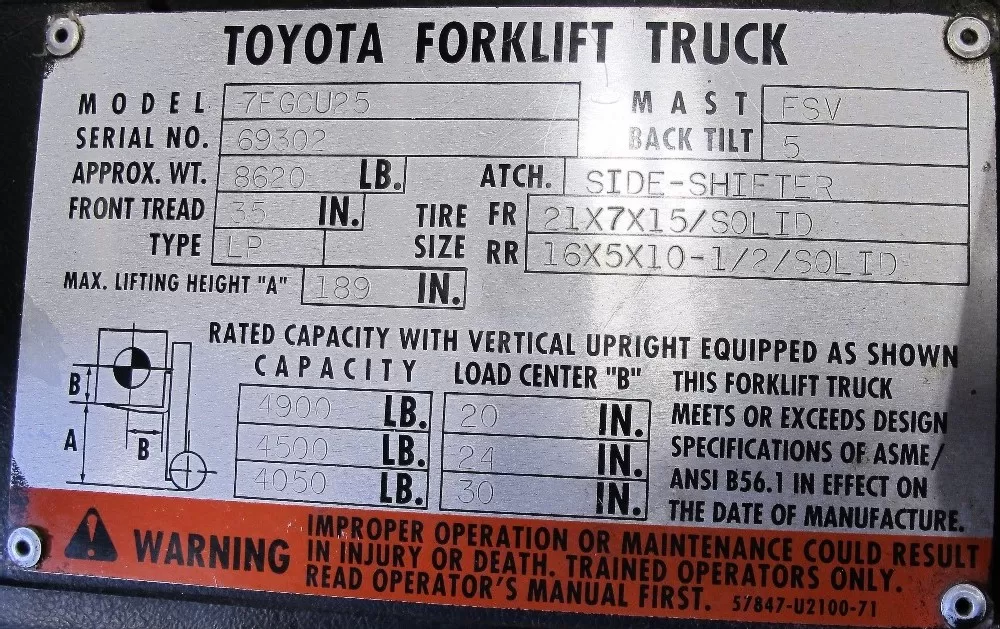 TOYOTA FORKLIFT TRUCK
MODEL 7FGCU25 MAST FSV
SERIAL NO. 69302 BACK TILT 5
APPROX. WT. 8620 LB. ATCH. SIDE-SHIFTER
FRONT TREAD 35 IN. TIRE SIZE FR 21X7X15/SOLID
TYPE LP RR 16X5X10-1/2/SOLID
MAX. LIFTING HEIGHT "A" 189 IN.
RATED CAPACITY WITH VERTICAL UPRIGHT EQUIPPED AS SHOWN
CAPACITY LOAD CENTER "B"
4900 LB. 20 IN.
4500 LB. 24 IN.
4050 LB. 30 IN.
THIS FORKLIFT TRUCK
MEETS OR EXCEEDS DESIGN
SPECIFICATIONS OF ASME/
ANSI B56.1 IN EFFECT ON
THE DATE OF MANUFACTURE.
B
A
B
WARNING
IMPROPER OPERATION OR MAINTENANCE COULD RESULT
IN INJURY OR DEATH. TRAINED OPERATORS ONLY.
READ OPERATOR'S MANUAL FIRST. 57847-U2100-71